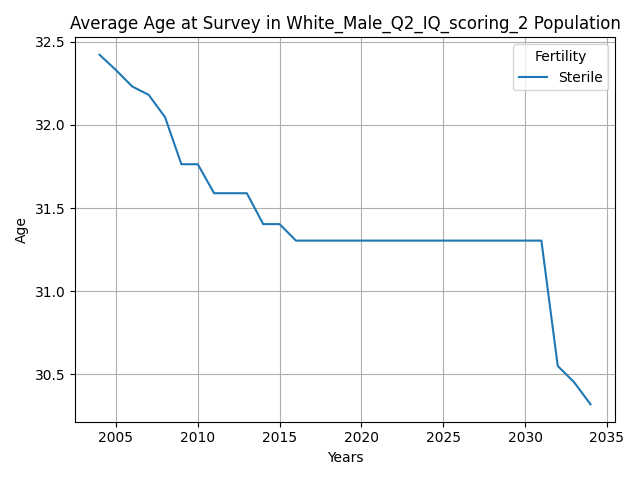 Average Age at Survey in White_Male_Q2_IQ_scoring_2 Population
32.5
32.0
31.5
31.0
30.5
Age
Fertility
Sterile
2005 2010 2015 2020 2025 2030 2035
Years